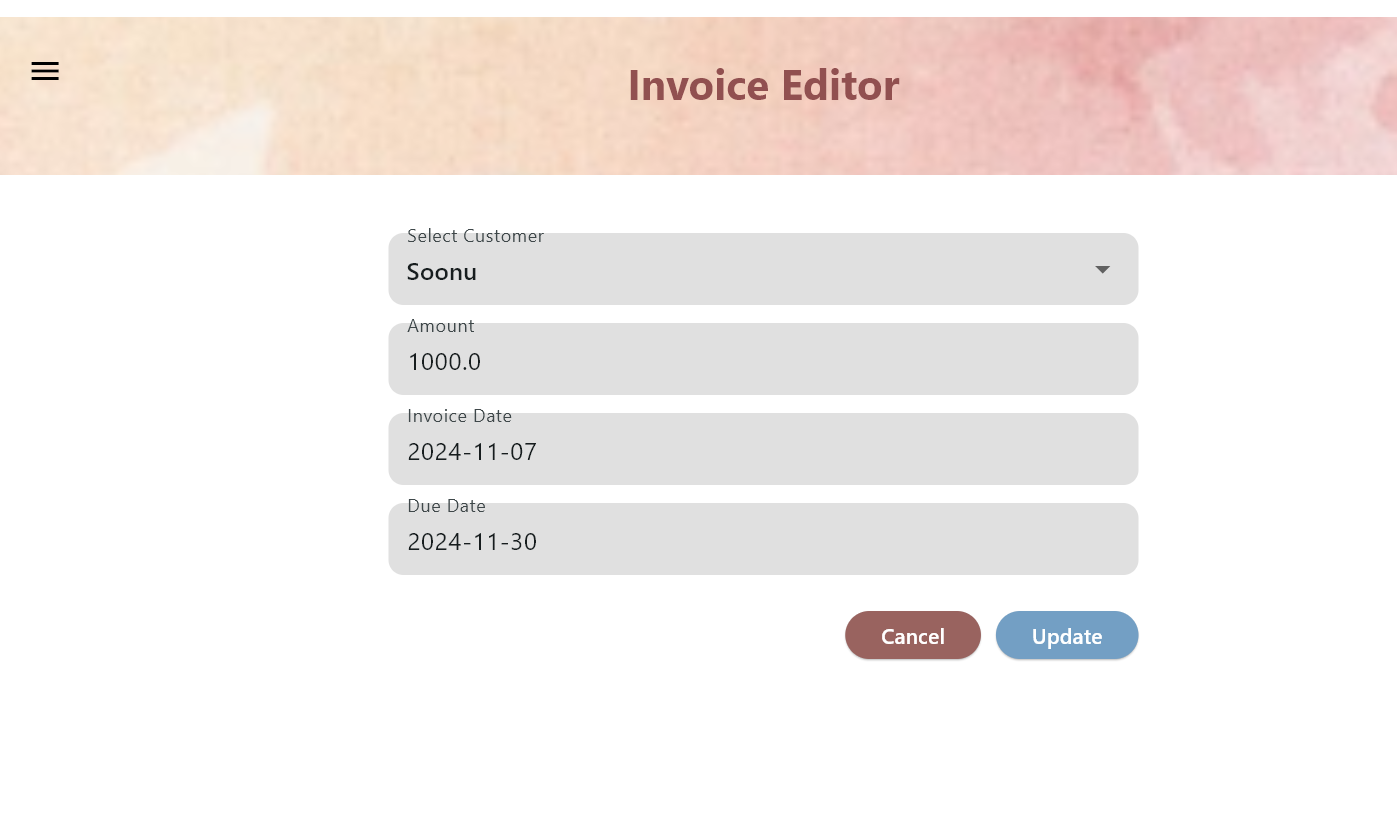 Invoice Editor
Select Customer
Soonu
Amount
1000.0
Invoice Date
2024-11-07
Due Date
2024-11-30
Cancel Update